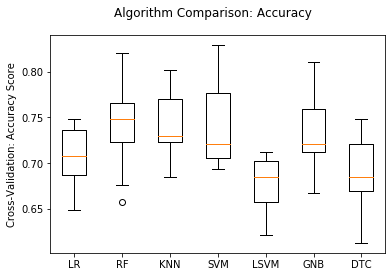 Algorithm Comparison: Accuracy
Cross-Validation: Accuracy Score
0.80
0.75
0.70
0.65
LR RF KNN SVM LSVM GNB DTC